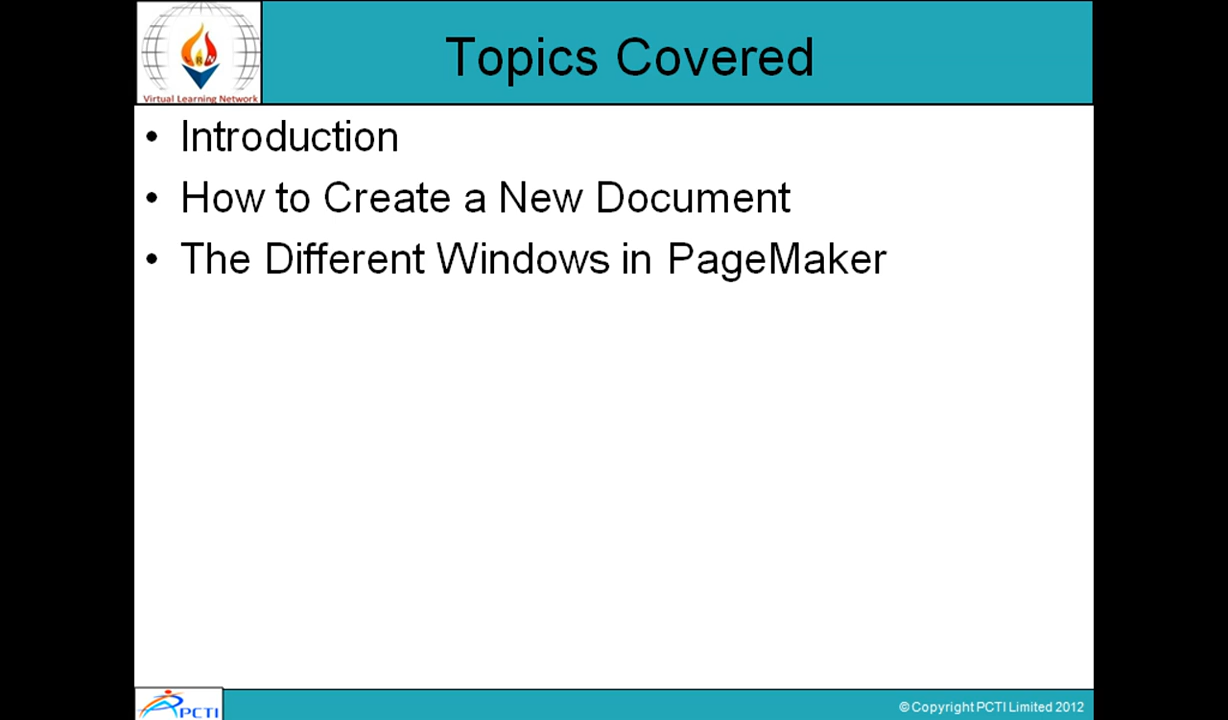 Topics Covered
Virtual Learning Network
• Introduction
• How to Create a New Document
• The Different Windows in PageMaker
PCTI
© Copyright PCTI Limited 2012